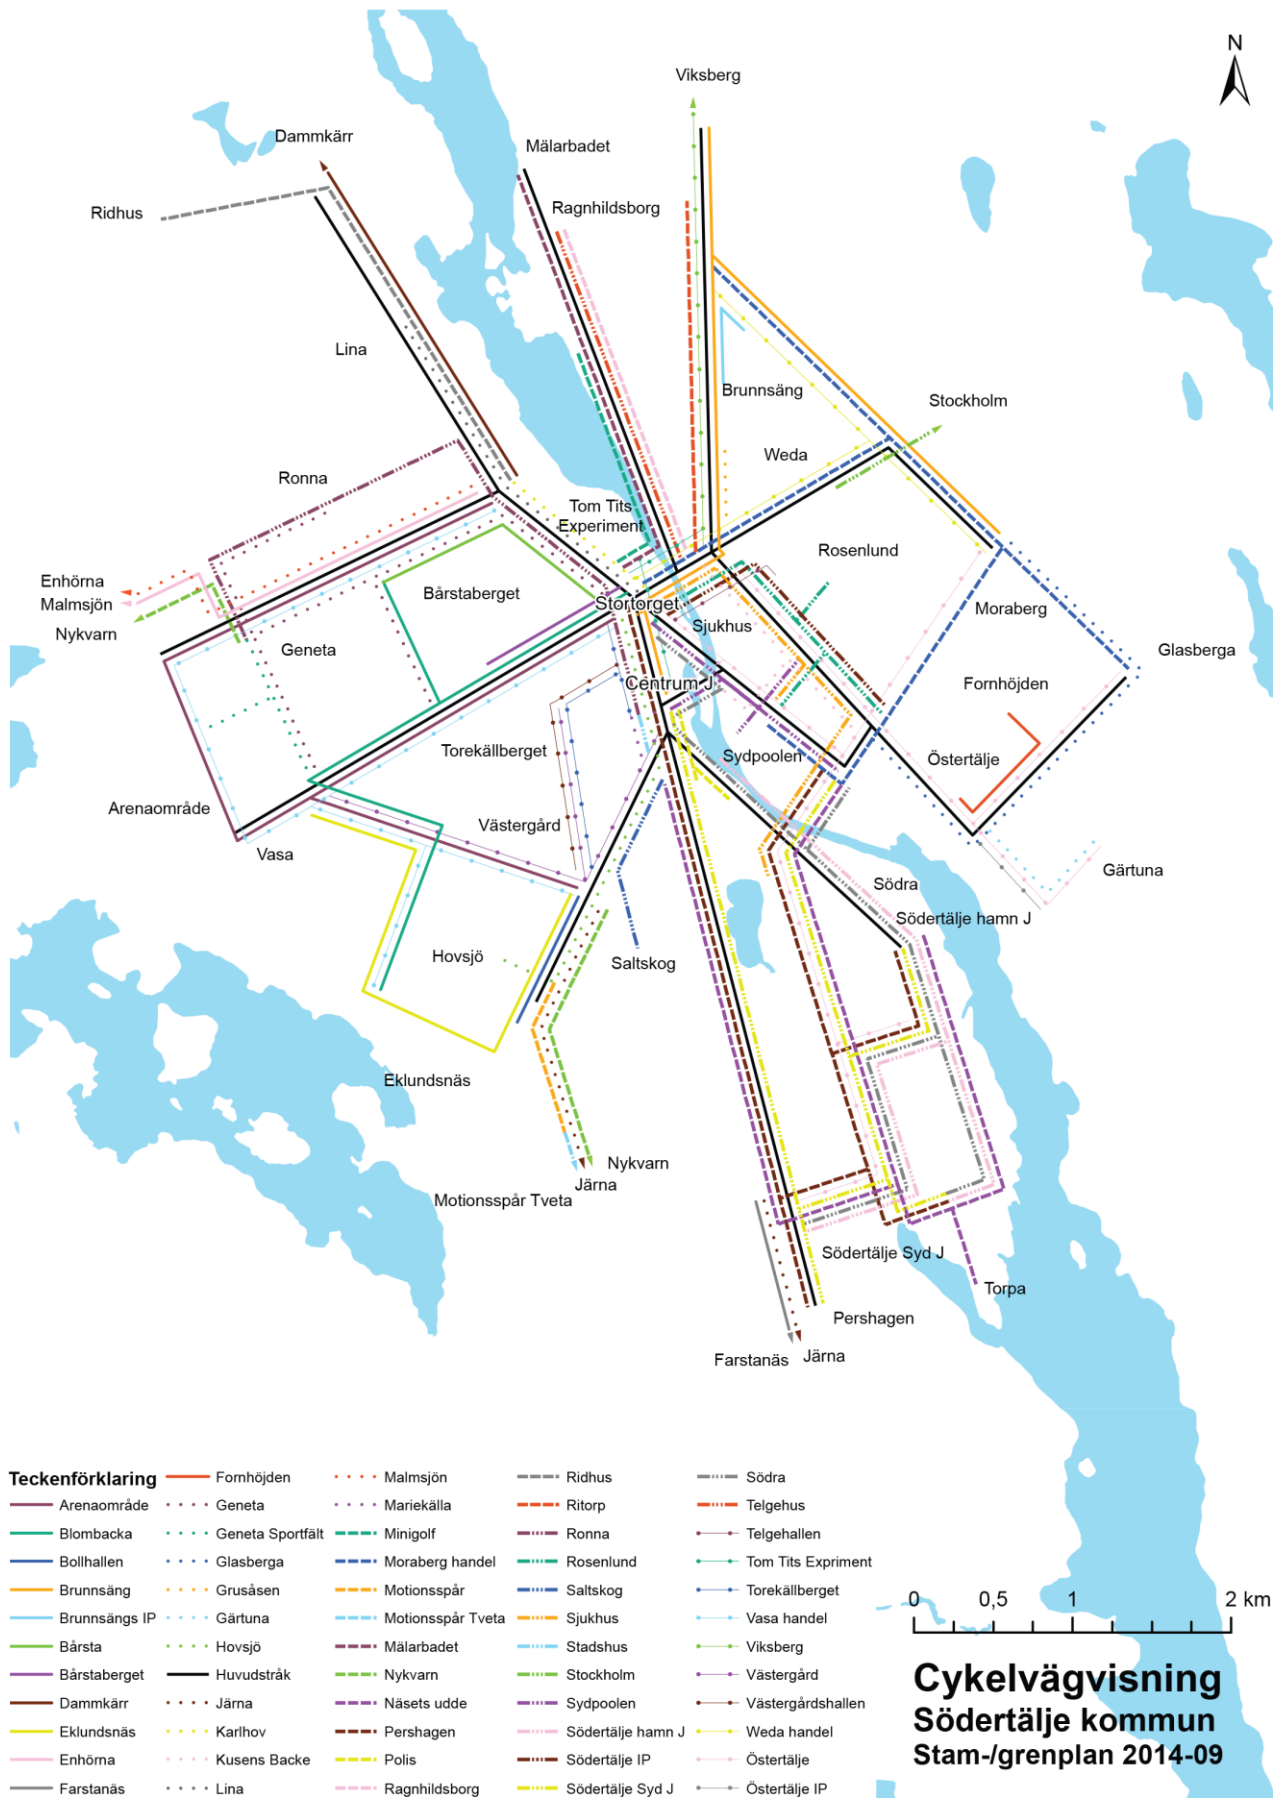 N
Viksberg
Dammkärr
Mälarbadet
Ridhus
Ragnhildsborg
Lina
Brunnsäng
Stockholm
Weda
Ronna
Tom Tits
Experiment
Rosenlund
Enhörna
Malmsjön
Nykvarn
Bårstaberget
Stortorget
Sjukhus
Moraberg
Geneta
Glasberga
Centrum J
Fornhöjden
Torekällberget
Sydpoolen
Östertälje
Arenaområde
Västergård
Vasa
Gärtuna
Södra
Södertälje hamn J
Hovsjö
Saltskog
Eklundsnäs
Nykvarn
Järna
Motionsspår Tveta
Södertälje Syd J
Torpa
Pershagen
Farstanäs
Järna
Teckenförklaring
Arenaområde
Blombacka
Bollhallen
Brunnsäng
Brunnsängs IP
Bårsta
Bårstaberget
Dammkärr
Eklundsnäs
Enhörna
Farstanäs
Fornhöjden
Geneta
Geneta Sportfält
Glasberga
Grusåsen
Gärtuna
Hovsjö
Huvudstråk
Järna
Karlhov
Kusens Backe
Lina
Malmsjön
Mariekälla
Minigolf
Moraberg handel
Motionsspår
Motionsspår Tveta
Mälarbadet
Nykvarn
Näsets udde
Pershagen
Polis
Ragnhildsborg
Ridhus
Ritorp
Ronna
Rosenlund
Saltskog
Sjukhus
Stadshus
Stockholm
Sydpoolen
Södertälje hamn J
Södertälje IP
Södertälje Syd J
Södra
Telgehus
Telgehallen
Tom Tits Expriment
Torekällberget
Vasa handel
Viksberg
Västergård
Västergårdshallen
Weda handel
Östertälje
Östertälje IP
0 0,5 1 2 km
Cykelvägvisning
Södertälje kommun
Stam-/grenplan 2014-09